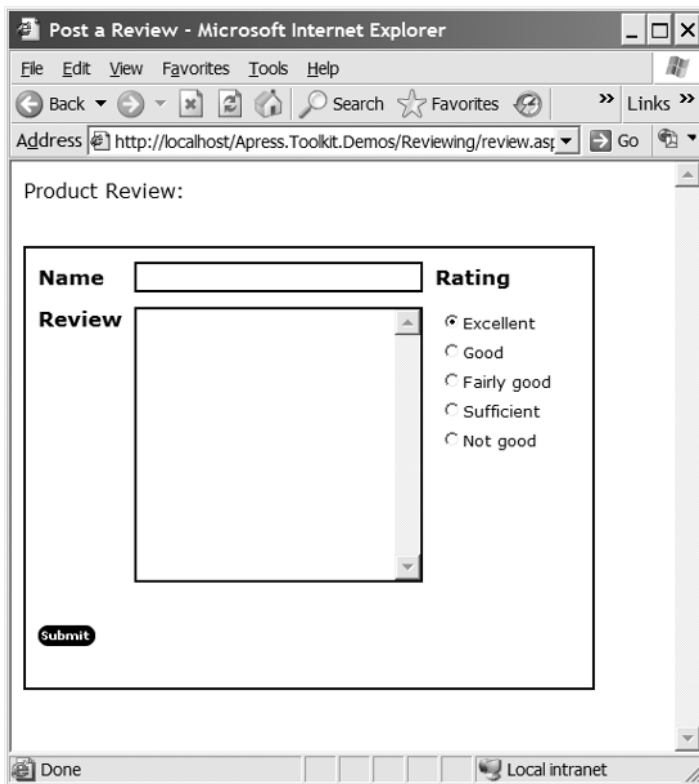 Post a Review - Microsoft Internet Explorer
File Edit View Favorites Tools Help
Back Search Favorites » Links »
Address http://localhost/Apress.Toolkit.Demos/Reviewing/review.asp Go
Product Review:
Name Rating
Review
Excellent
Good
Fairly good
Sufficient
Not good
Submit
Done Local intranet